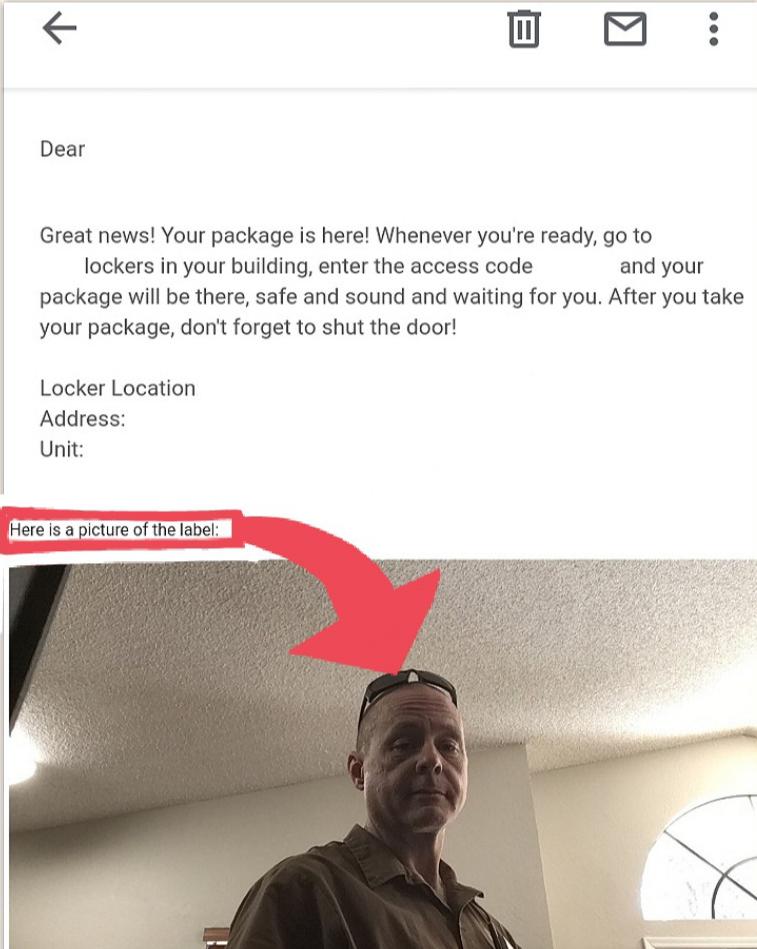 Dear
Great news! Your package is here! Whenever you're ready, go to
lockers in your building, enter the access code and your
package will be there, safe and sound and waiting for you. After you take
your package, don't forget to shut the door!
Locker Location
Address:
Unit:
Here is a picture of the label: